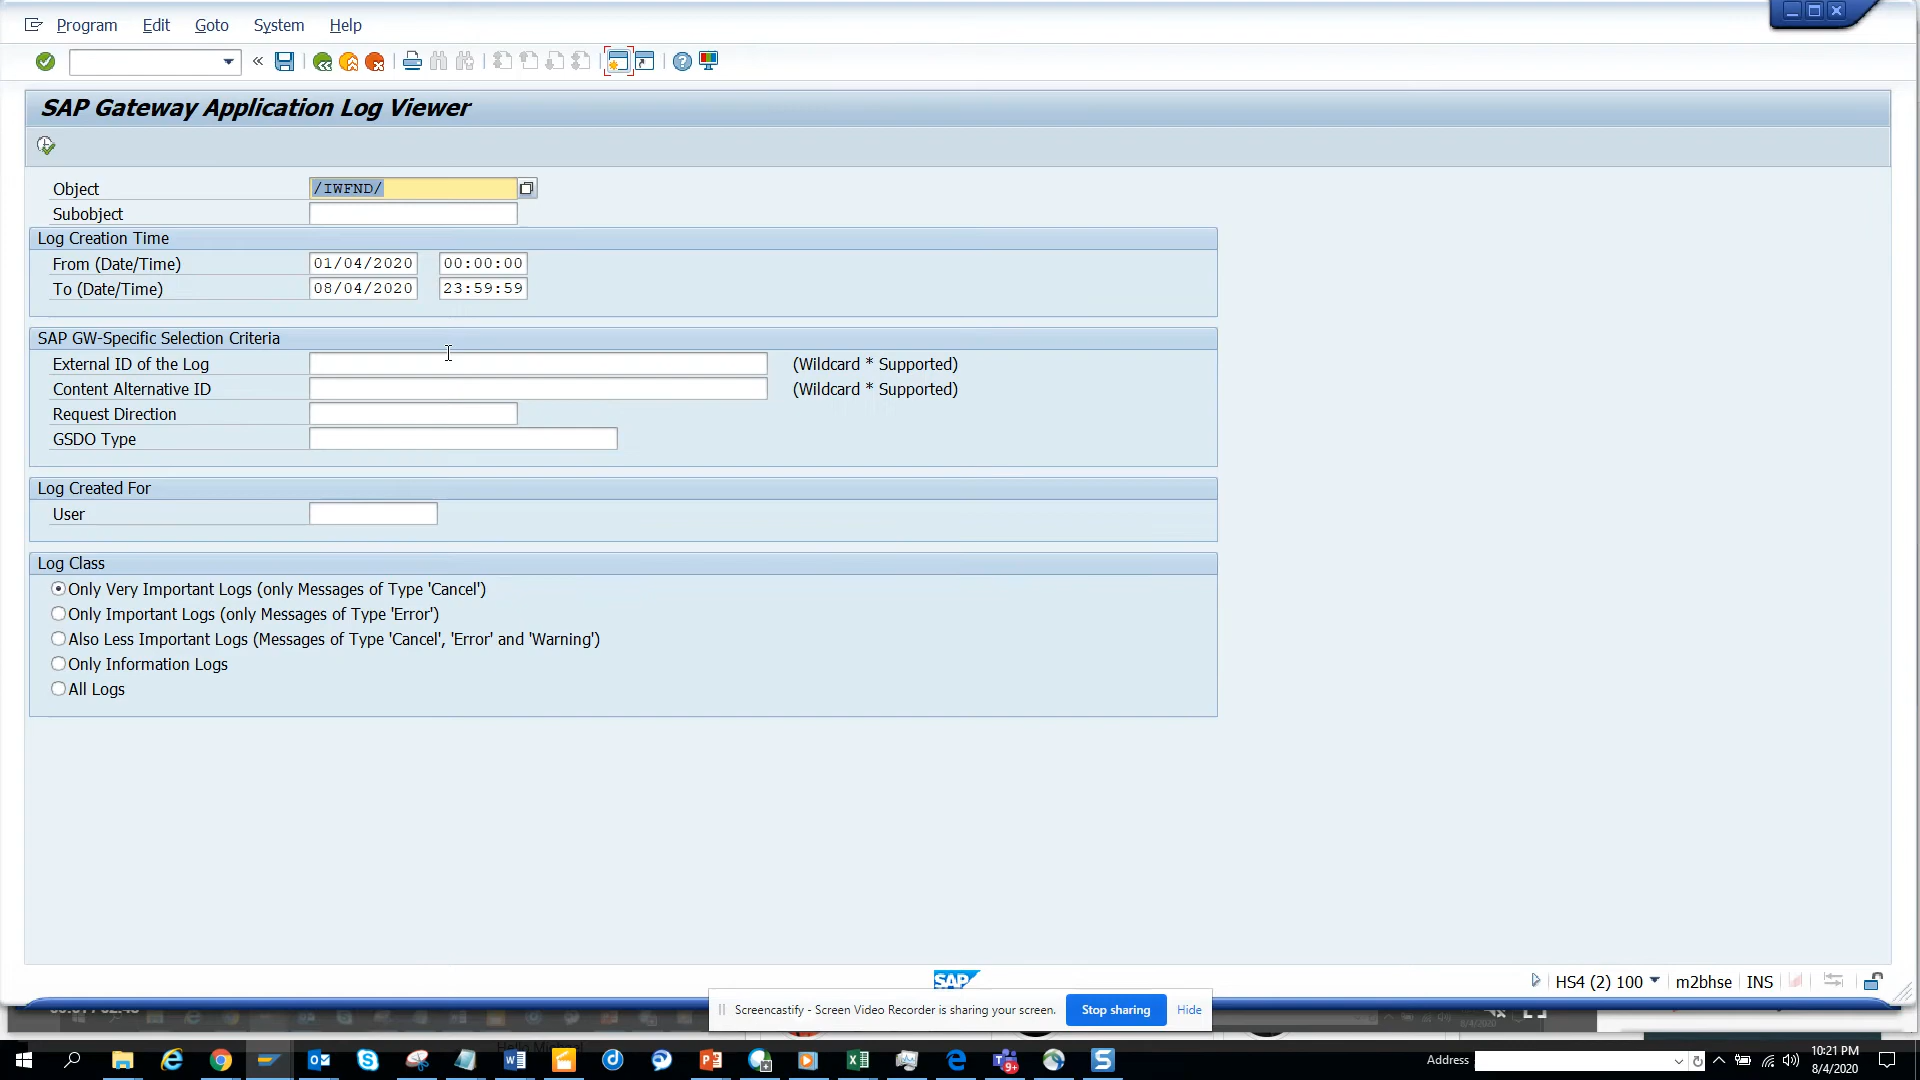 Program Edit Goto System Help
SAP Gateway Application Log Viewer
Object /IWFND/
Subobject
Log Creation Time
From (Date/Time) 01/04/2020 00:00:00
To (Date/Time) 08/04/2020 23:59:59
SAP GW-Specific Selection Criteria
External ID of the Log (Wildcard * Supported)
Content Alternative ID (Wildcard * Supported)
Request Direction
GSDO Type
Log Created For
User
Log Class
Only Very Important Logs (only Messages of Type 'Cancel')
Only Important Logs (only Messages of Type 'Error')
Also Less Important Logs (Messages of Type 'Cancel', 'Error' and 'Warning')
Only Information Logs
All Logs
SAP
HS4 (2) 100 m2bhse INS
Screencastify - Screen Video Recorder is sharing your screen. Stop sharing Hide
Address
10:21 PM
8/4/2020